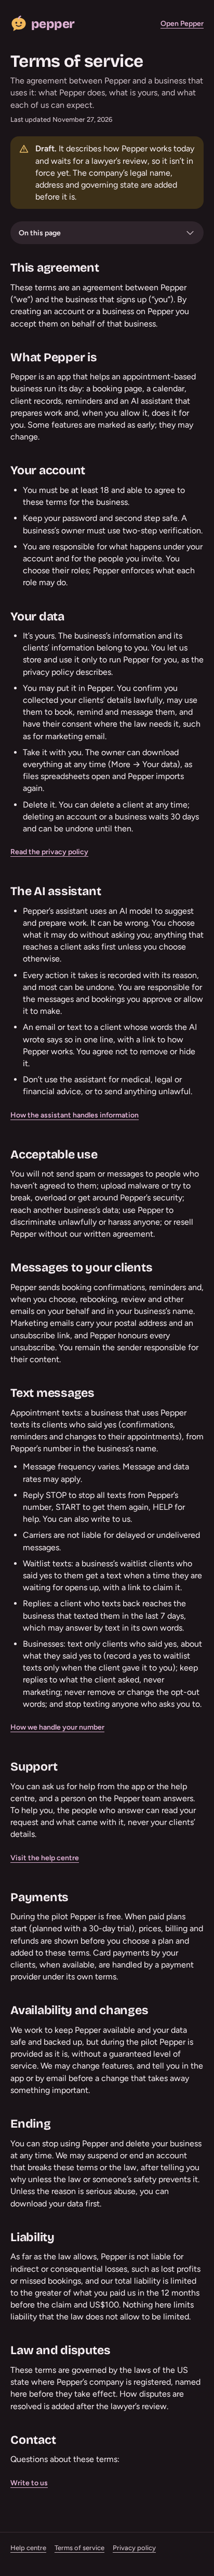 pepper
Open Pepper
Terms of service
The agreement between Pepper and a business that
uses it: what Pepper does, what is yours, and what
each of us can expect.
Last updated November 27, 2026
Draft. It describes how Pepper works today
and waits for a lawyer's review, so it isn't in
force yet. The company's legal name,
address and governing state are added
before it is.
On this page
This agreement
These terms are an agreement between Pepper
("we") and the business that signs up ("you"). By
creating an account or a business on Pepper you
accept them on behalf of that business.
What Pepper is
Pepper is an app that helps an appointment-based
business run its day: a booking page, a calendar,
client records, reminders and an AI assistant that
prepares work and, when you allow it, does it for
you. Some features are marked as early; they may
change.
Your account
• You must be at least 18 and able to agree to
these terms for the business.
• Keep your password and second step safe. A
business's owner must use two-step verification.
• You are responsible for what happens under your
account and for the people you invite. You
choose their roles; Pepper enforces what each
role may do.
Your data
• It's yours. The business's information and its
clients' information belong to you. You let us
store and use it only to run Pepper for you, as the
privacy policy describes.
• You may put it in Pepper. You confirm you
collected your clients' details lawfully, may use
them to book, remind and message them, and
have their consent where the law needs it, such
as for marketing email.
• Take it with you. The owner can download
everything at any time (More → Your data), as
files spreadsheets open and Pepper imports
again.
• Delete it. You can delete a client at any time;
deleting an account or a business waits 30 days
and can be undone until then.
Read the privacy policy
The AI assistant
• Pepper's assistant uses an AI model to suggest
and prepare work. It can be wrong. You choose
what it may do without asking you; anything that
reaches a client asks first unless you choose
otherwise.
• Every action it takes is recorded with its reason,
and most can be undone. You are responsible for
the messages and bookings you approve or allow
it to make.
• An email or text to a client whose words the AI
wrote says so in one line, with a link to how
Pepper works. You agree not to remove or hide
it.
• Don't use the assistant for medical, legal or
financial advice, or to send anything unlawful.
How the assistant handles information
Acceptable use
You will not send spam or messages to people who
haven't agreed to them; upload malware or try to
break, overload or get around Pepper's security;
reach another business's data; use Pepper to
discriminate unlawfully or harass anyone; or resell
Pepper without our written agreement.
Messages to your clients
Pepper sends booking confirmations, reminders and,
when you choose, rebooking, review and other
emails on your behalf and in your business's name.
Marketing emails carry your postal address and an
unsubscribe link, and Pepper honours every
unsubscribe. You remain the sender responsible for
their content.
Text messages
Appointment texts: a business that uses Pepper
texts its clients who said yes (confirmations,
reminders and changes to their appointments), from
Pepper's number in the business's name.
• Message frequency varies. Message and data
rates may apply.
• Reply STOP to stop all texts from Pepper's
number, START to get them again, HELP for
help. You can also write to us.
• Carriers are not liable for delayed or undelivered
messages.
• Waitlist texts: a business's waitlist clients who
said yes to them get a text when a time they are
waiting for opens up, with a link to claim it.
• Replies: a client who texts back reaches the
business that texted them in the last 7 days,
which may answer by text in its own words.
• Businesses: text only clients who said yes, about
what they said yes to (record a yes to waitlist
texts only when the client gave it to you); keep
replies to what the client asked, never
marketing; never remove or change the opt-out
words; and stop texting anyone who asks you to.
How we handle your number
Support
You can ask us for help from the app or the help
centre, and a person on the Pepper team answers.
To help you, the people who answer can read your
request and what came with it, never your clients'
details.
Visit the help centre
Payments
During the pilot Pepper is free. When paid plans
start (planned with a 30-day trial), prices, billing and
refunds are shown before you choose a plan and
added to these terms. Card payments by your
clients, when available, are handled by a payment
provider under its own terms.
Availability and changes
We work to keep Pepper available and your data
safe and backed up, but during the pilot Pepper is
provided as it is, without a guaranteed level of
service. We may change features, and tell you in the
app or by email before a change that takes away
something important.
Ending
You can stop using Pepper and delete your business
at any time. We may suspend or end an account
that breaks these terms or the law, after telling you
why unless the law or someone's safety prevents it.
Unless the reason is serious abuse, you can
download your data first.
Liability
As far as the law allows, Pepper is not liable for
indirect or consequential losses, such as lost profits
or missed bookings, and our total liability is limited
to the greater of what you paid us in the 12 months
before the claim and US$100. Nothing here limits
liability that the law does not allow to be limited.
Law and disputes
These terms are governed by the laws of the US
state where Pepper's company is registered, named
here before they take effect. How disputes are
resolved is added after the lawyer's review.
Contact
Questions about these terms:
Write to us
Help centre
Terms of service
Privacy policy